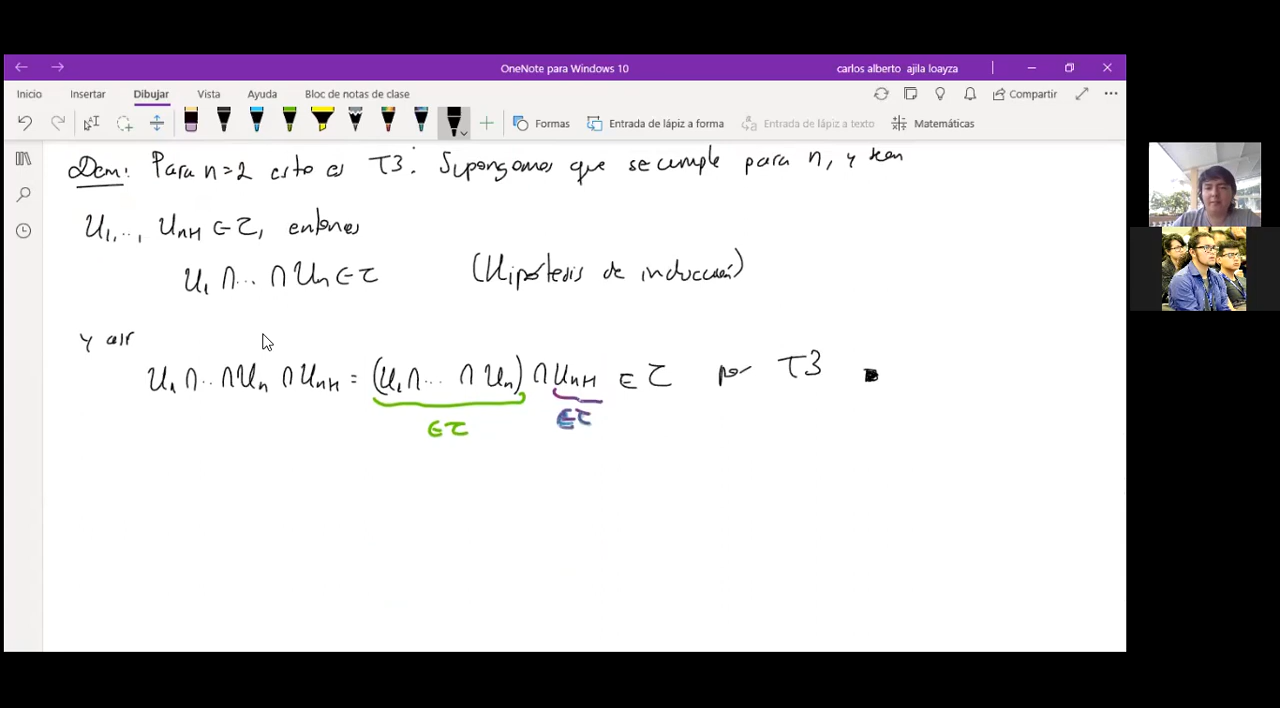 OneNote para Windows 10
carlos alberto ajila loayza
Inicio Insertar Dibujar Vista Ayuda Bloc de notas de clase
Compartir
Formas Entrada de lápiz a forma Entrada de lápiz a texto Matemáticas
Dem: Para n=2 esto es T3. Supongamos que se cumple para n, y sean
U₁,.., Uₙ₊₁ ∈ τ, entonces
U₁ ∩ ... ∩ Uₙ ∈ τ (Hipótesis de inducción)
y así
U₁ ∩ .. ∩ Uₙ ∩ Uₙ₊₁ = (U₁ ∩ ... ∩ Uₙ) ∩ Uₙ₊₁ ∈ τ por T3
∈ τ ∈ τ